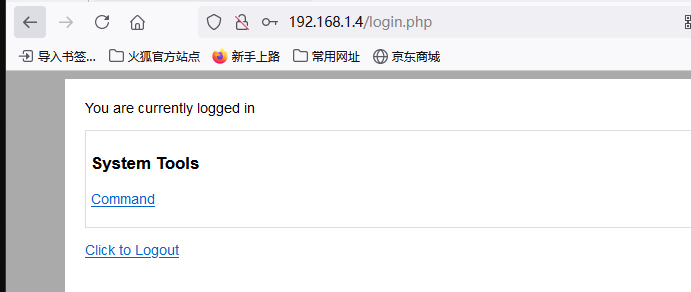 192.168.1.4/login.php
导入书签... 火狐官方站点 新手上路 常用网址 京东商城
You are currently logged in
System Tools
Command
Click to Logout